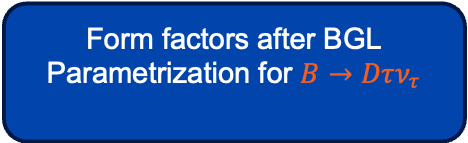 Form factors after BGL
Parametrization for B → Dτν_τ